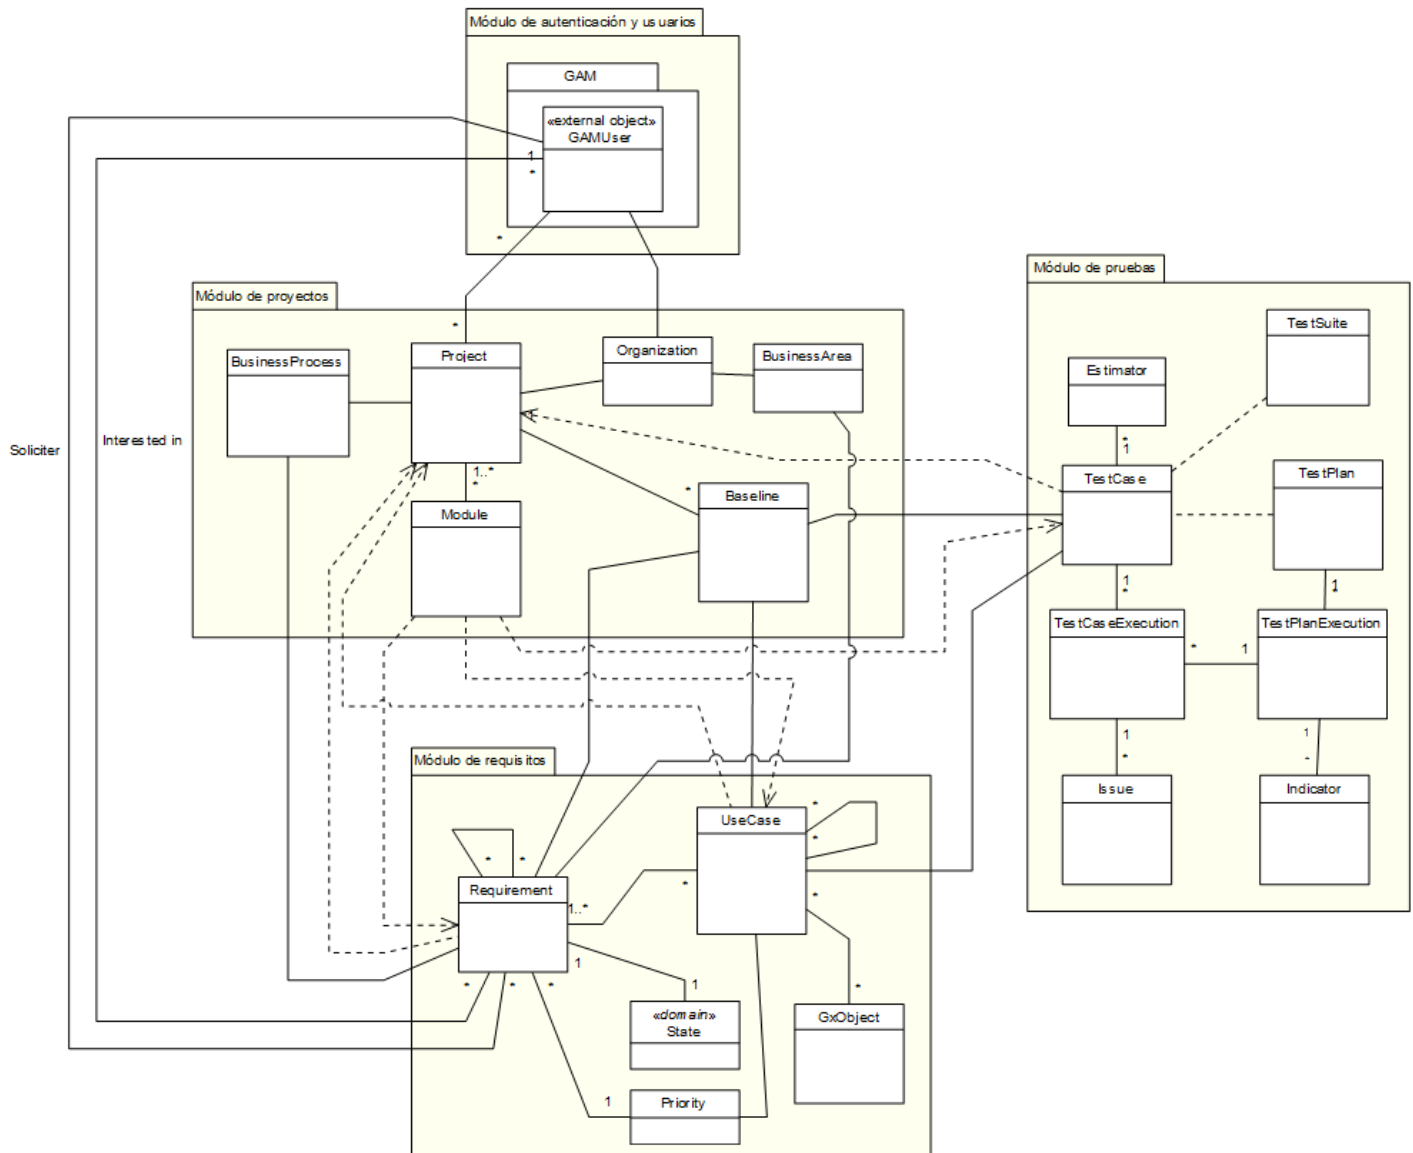 Módulo de autenticación y usuarios
GAM
«external object»
GAMUser
1
*
*
Módulo de proyectos
*
BusinessProcess
Project
Organization
BusinessArea
Soliciter
Interested in
1..*
*
Module
*
Baseline
Módulo de pruebas
TestSuite
Estimator
*
1
TestCase
TestPlan
1
*
1
*
TestCaseExecution
TestPlanExecution
*
1
1
*
1
*
Issue
Indicator
Módulo de requisitos
UseCase
*
*
*
*
Requirement
1..*
*
*
1
1
*
*
*
*
«domain»
State
GxObject
1
Priority